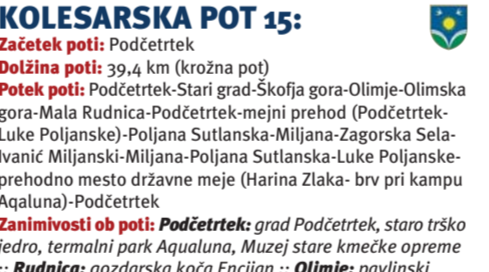 KOLESARSKA POT 15:
Začetek poti: Podčetrtek
Dolžina poti: 39,4 km (krožna pot)
Potek poti: Podčetrtek-Stari grad-Škofja gora-Olimje-Olimska
gora-Mala Rudnica-Podčetrtek-mejni prehod (Podčetrtek-
Luke Poljanske)-Poljana Sutlanska-Miljana-Zagorska Sela-
Ivanić Miljanski-Miljana-Poljana Sutlanska-Luke Poljanske-
prehodno mesto državne meje (Harina Zlaka- brv pri kampu
Aqaluna)-Podčetrtek
Zanimivosti ob poti: Podčetrtek: grad Podčetrtek, staro trško
jedro, termalni park Aqualuna, Muzej stare kmečke opreme
:: Rudnica: gozdarska koča Encijan :: Olimje: pavlinski